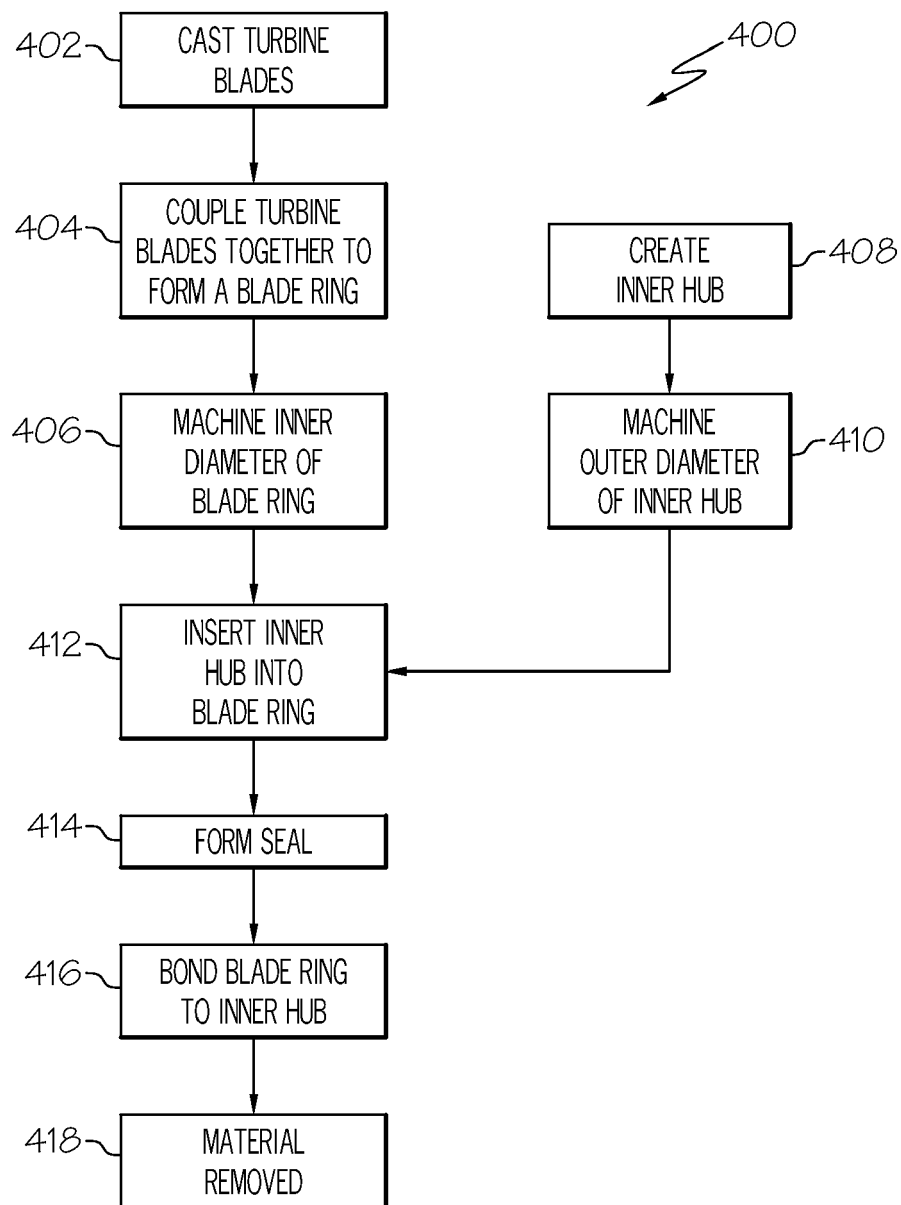 402
CAST TURBINE
BLADES
400
404
COUPLE TURBINE
BLADES TOGETHER TO
FORM A BLADE RING
CREATE
INNER HUB
408
406
MACHINE INNER
DIAMETER OF
BLADE RING
MACHINE
OUTER DIAMETER
OF INNER HUB
410
412
INSERT INNER
HUB INTO
BLADE RING
414
FORM SEAL
416
BOND BLADE RING
TO INNER HUB
418
MATERIAL
REMOVED